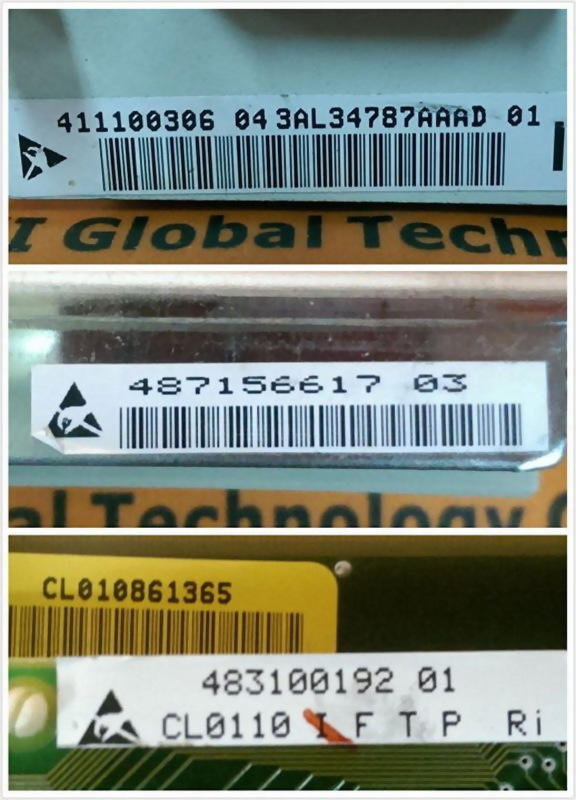 411100306 04 3AL34787AAAD 01
I Global Techn
487156617 03
al Technology
CL010861365
483100192 01
CL0110 I F T P Ri